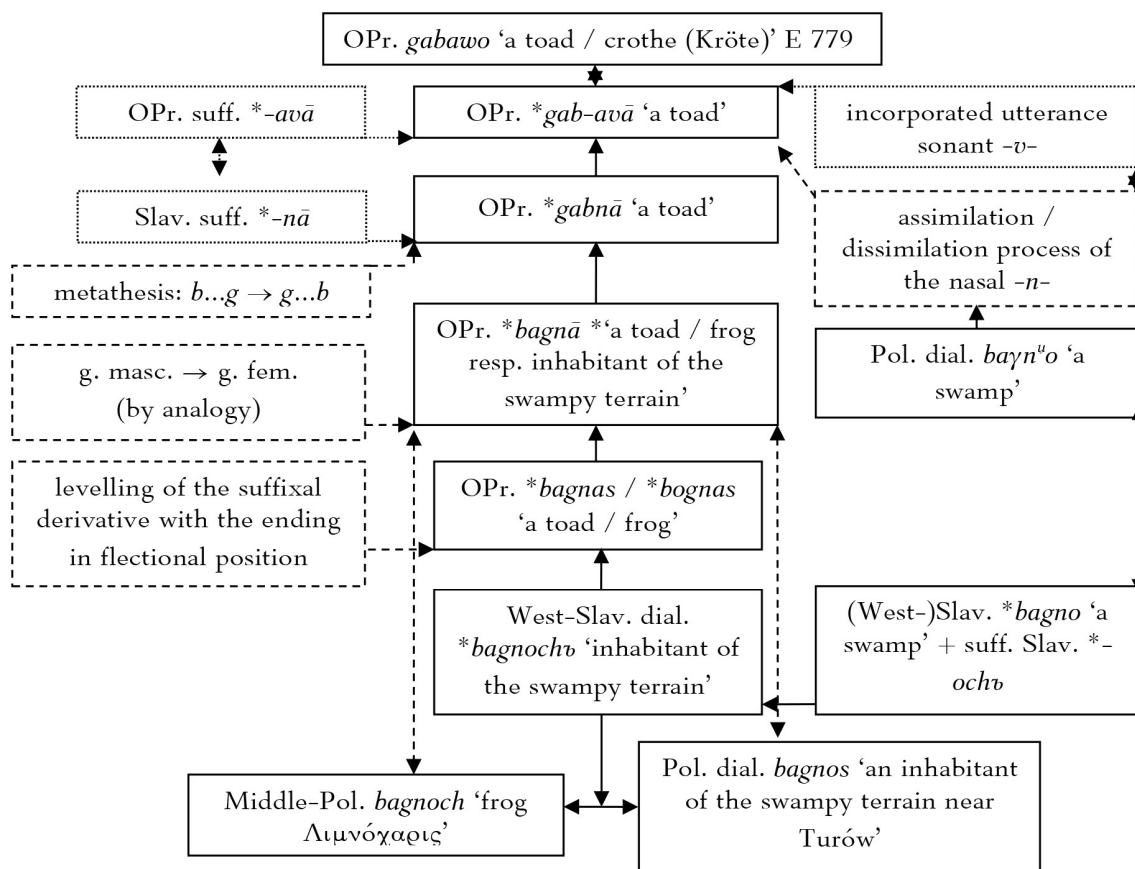 OPr. gabawo ‘a toad / crothe (Kröte)’ E 779
OPr. suff. *-avā
OPr. *gab-avā ‘a toad’
incorporated utterance
sonant -v-
Slav. suff. *-nā
OPr. *gabnā ‘a toad’
assimilation /
dissimilation process of
the nasal -n-
metathesis: b...g → g...b
OPr. *bagnā *‘a toad / frog
resp. inhabitant of the
swampy terrain’
g. masc. → g. fem.
(by analogy)
Pol. dial. baγnᵘo ‘a
swamp’
levelling of the suffixal
derivative with the ending
in flectional position
OPr. *bagnas / *bognas
‘a toad / frog’
West-Slav. dial.
*bagnochъ ‘inhabitant of
the swampy terrain’
(West-)Slav. *bagno ‘a
swamp’ + suff. Slav. *-
ochъ
Middle-Pol. bagnoch ‘frog
Λιμνόχαρις’
Pol. dial. bagnos ‘an inhabitant
of the swampy terrain near
Turów’